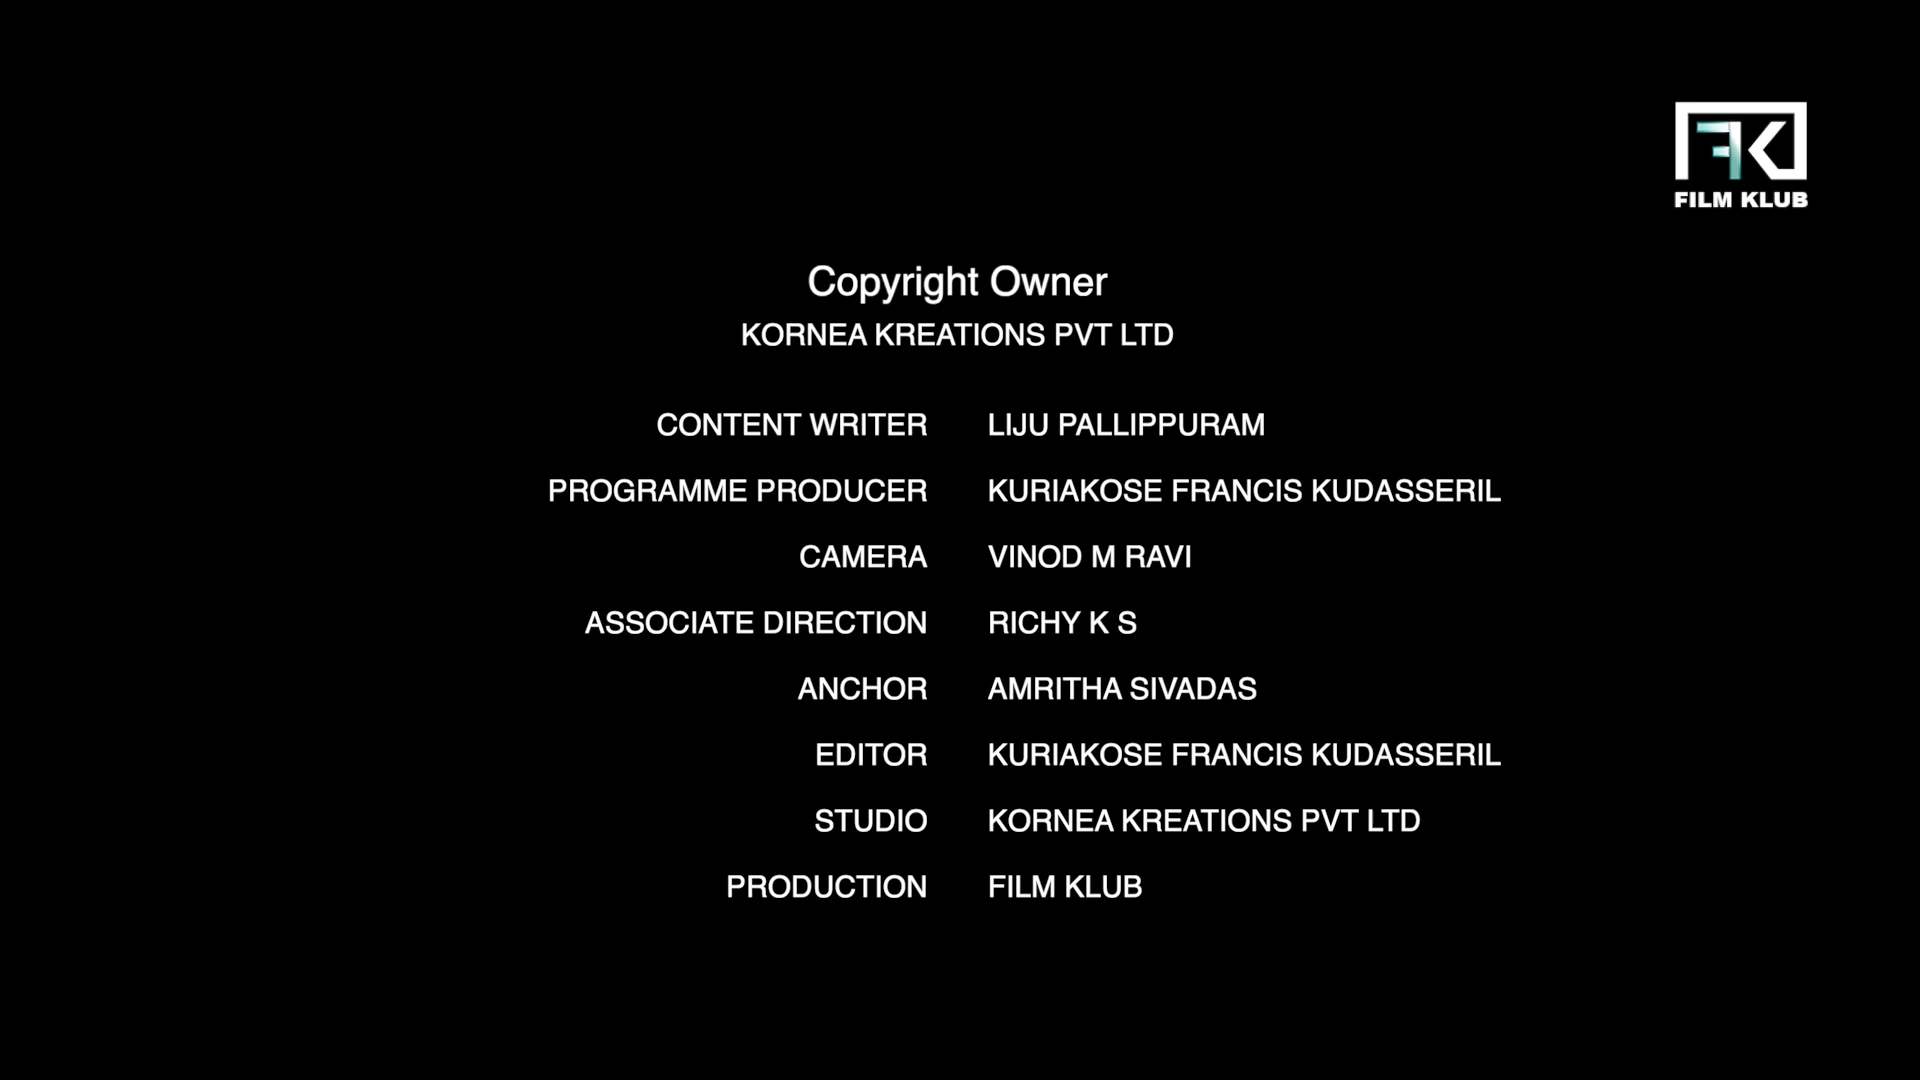 FK
FILM KLUB
Copyright Owner
KORNEA KREATIONS PVT LTD
CONTENT WRITER LIJU PALLIPPURAM
PROGRAMME PRODUCER KURIAKOSE FRANCIS KUDASSERIL
CAMERA VINOD M RAVI
ASSOCIATE DIRECTION RICHY K S
ANCHOR AMRITHA SIVADAS
EDITOR KURIAKOSE FRANCIS KUDASSERIL
STUDIO KORNEA KREATIONS PVT LTD
PRODUCTION FILM KLUB